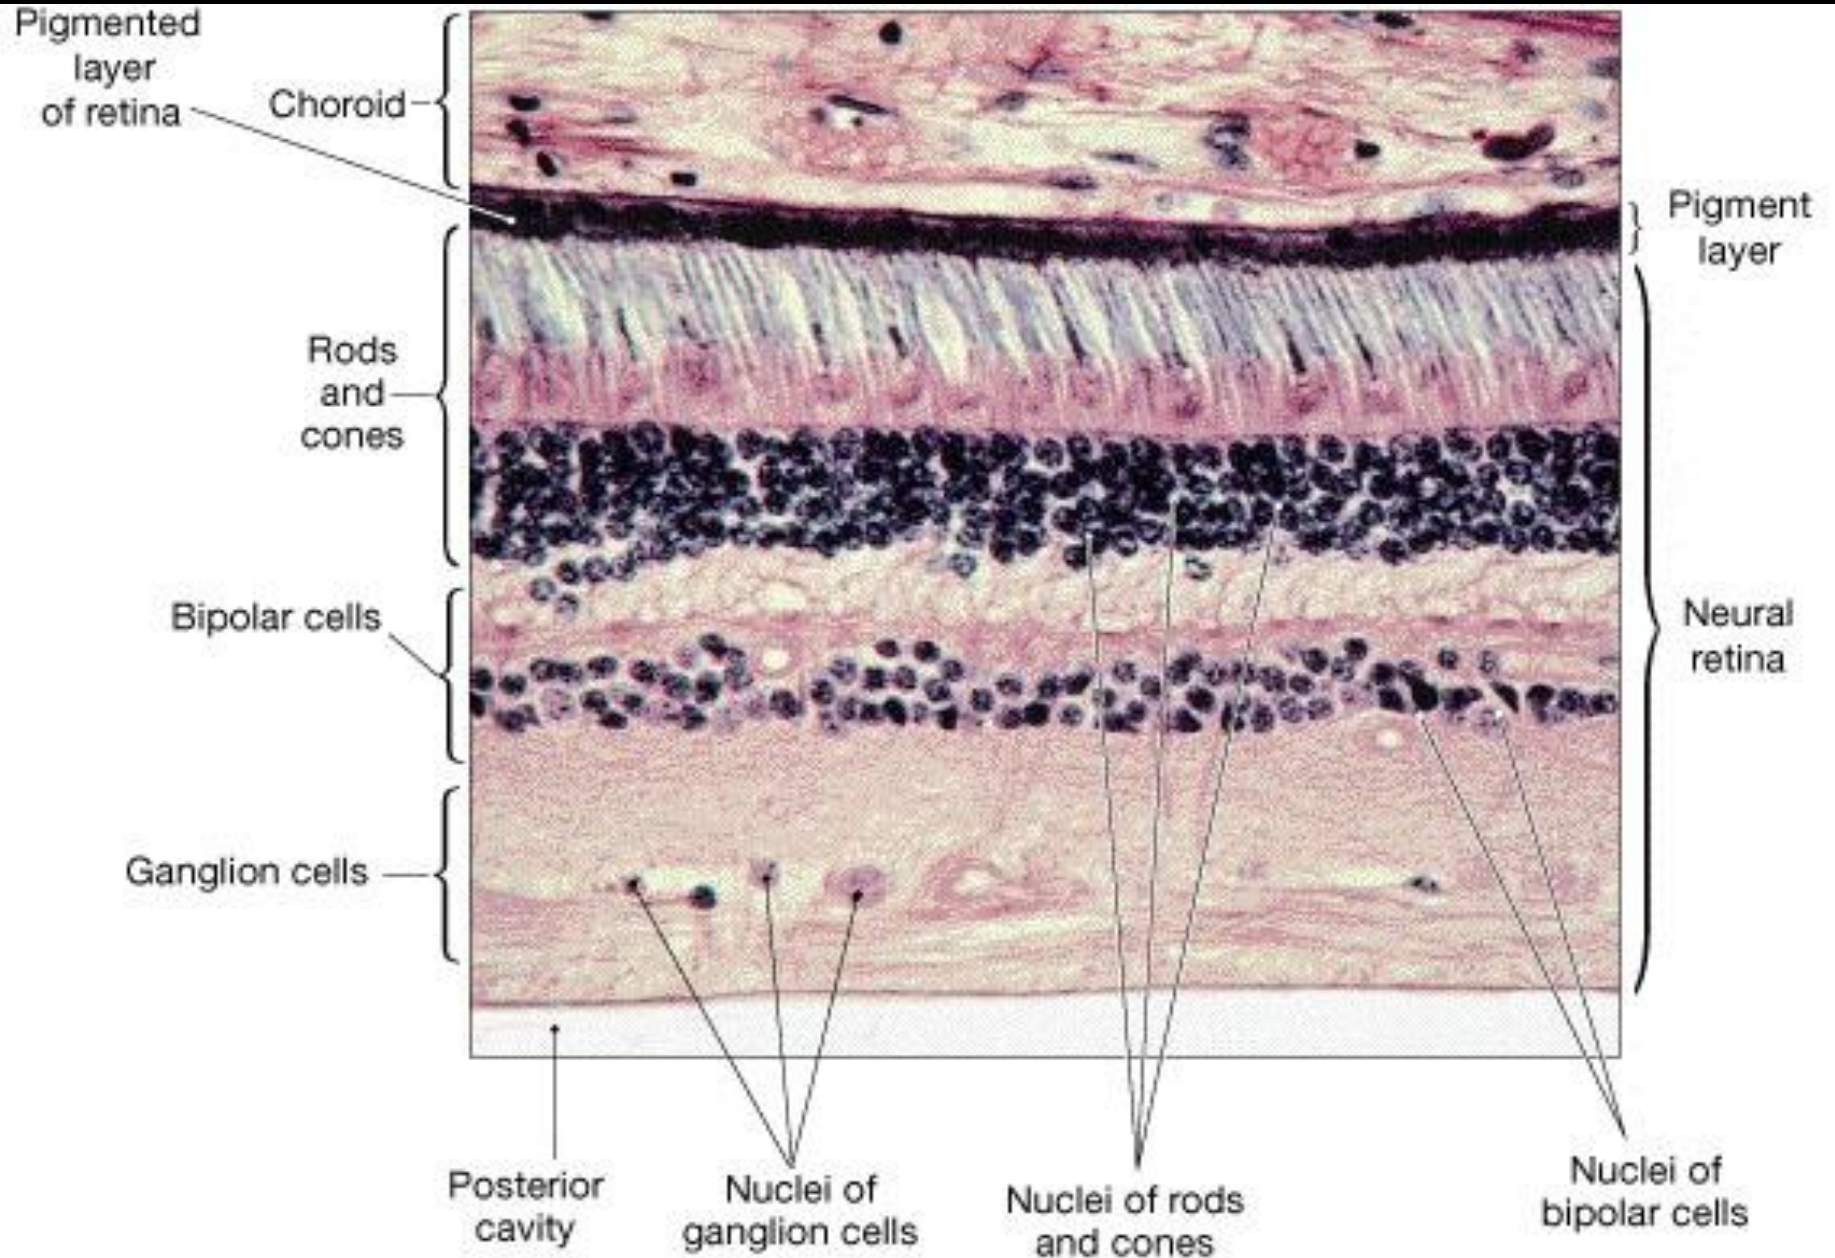 Pigmented
layer
of retina
Choroid
Pigment
layer
Rods
and
cones
Bipolar cells
Neural
retina
Ganglion cells
Posterior
cavity
Nuclei of
ganglion cells
Nuclei of rods
and cones
Nuclei of
bipolar cells